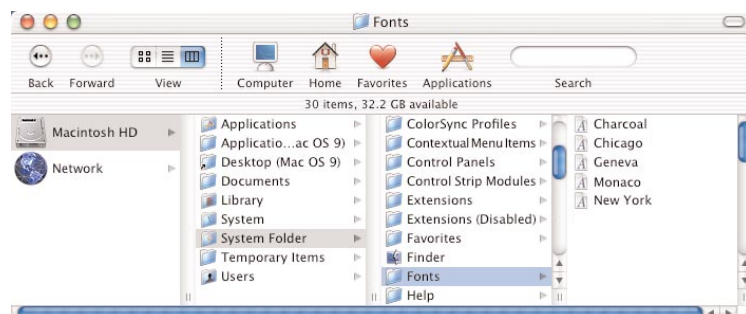 Fonts
Back Forward View Computer Home Favorites Applications Search
30 items, 32.2 GB available
Macintosh HD
Network
Applications
Applicatio...ac OS 9)
Desktop (Mac OS 9)
Documents
Library
System
System Folder
Temporary Items
Users
ColorSync Profiles
Contextual Menu Items
Control Panels
Control Strip Modules
Extensions
Extensions (Disabled)
Favorites
Finder
Fonts
Help
Charcoal
Chicago
Geneva
Monaco
New York